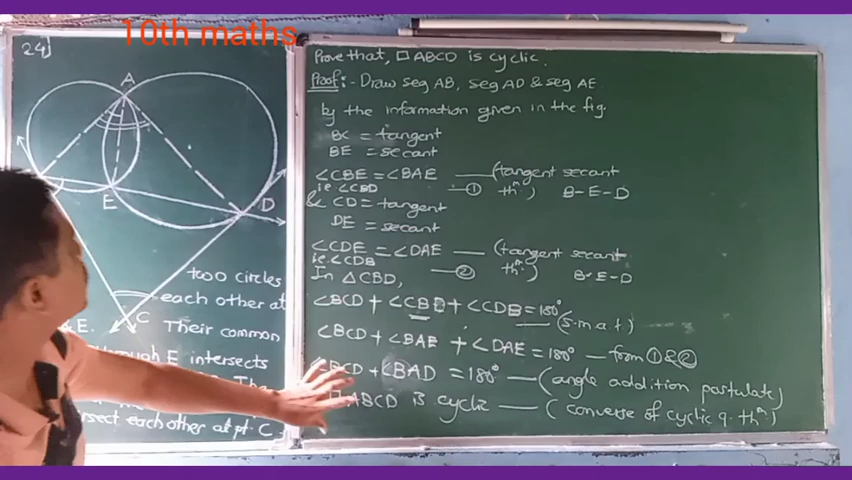 10th maths
24]
A
E
D
C
two circles
each other at
&E. Their common
through E intersects
The
sect each other at pt. C
Prove that, □ABCD is cyclic.
Proof:- Draw seg AB, seg AD & seg AE
by the information given in the fig.
BC = tangent
BE = secant
∠CBE = ∠BAE — (tangent secant
ie. ∠CBD — ① thm.) B-E-D
& CD = tangent
DE = secant
∠CDE = ∠DAE — (tangent secant
ie. ∠CDB — ② thm.) B-E-D
In △CBD,
∠BCD + ∠CBD + ∠CDB = 180°
— (S.m.a.t)
∠BCD + ∠BAE + ∠DAE = 180° — from ① & ②
∠BCD + ∠BAD = 180° — (angle addition postulate)
□ABCD is cyclic — (converse of cyclic q. thm.)